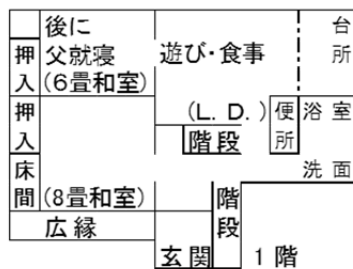 後に
父就寝
(6畳和室)
押入
遊び・食事
(L. D.)
台所
押入
便所
浴室
階段
洗面
床間
(8畳和室)
階段
広縁
玄関
1階